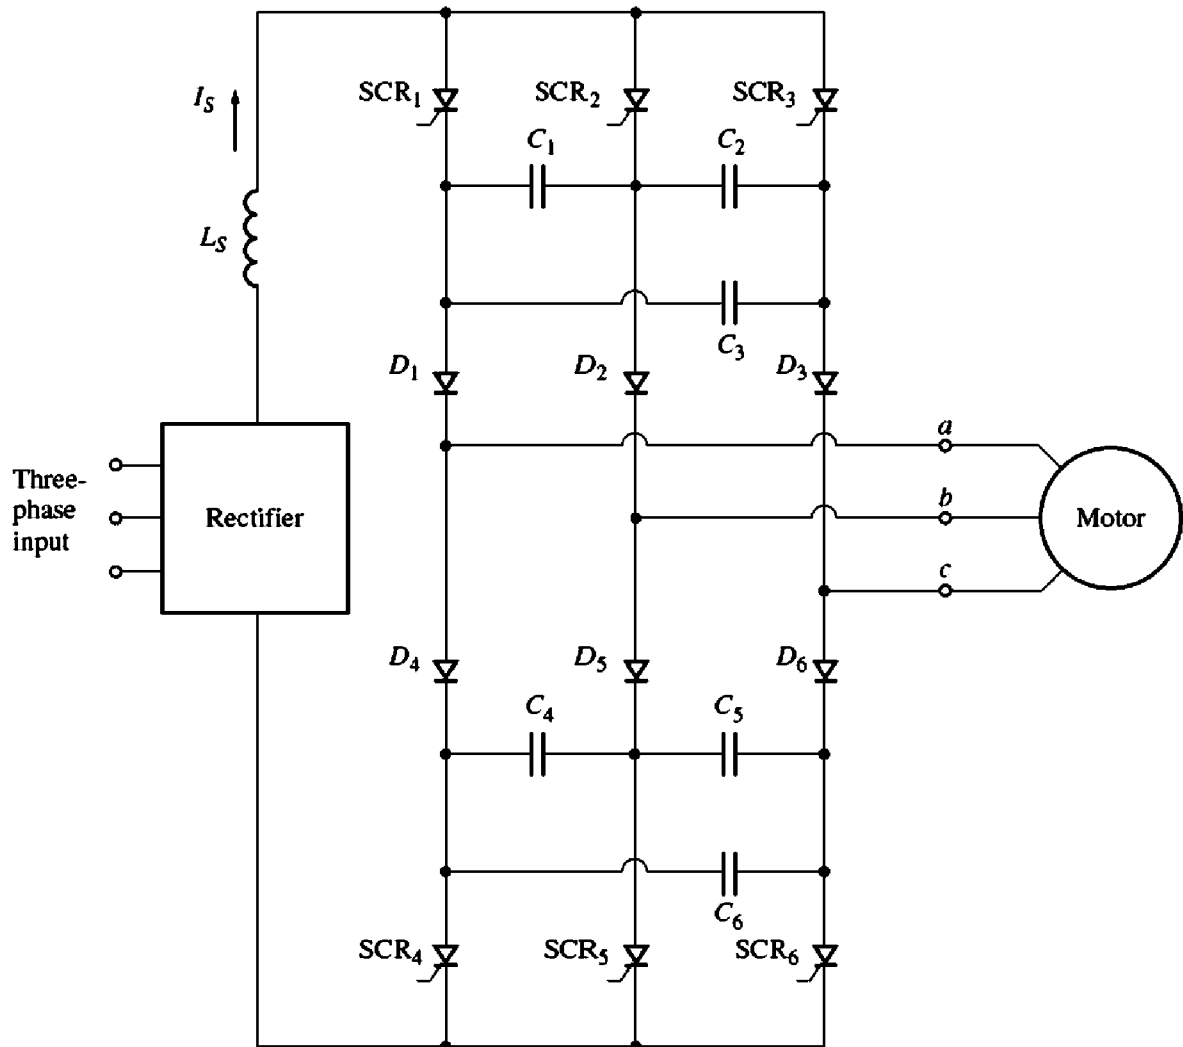 I_S
SCR_1
SCR_2
SCR_3
C_1
C_2
L_S
C_3
D_1
D_2
D_3
a
Three-
phase
input
Rectifier
b
Motor
c
D_4
D_5
D_6
C_4
C_5
C_6
SCR_4
SCR_5
SCR_6